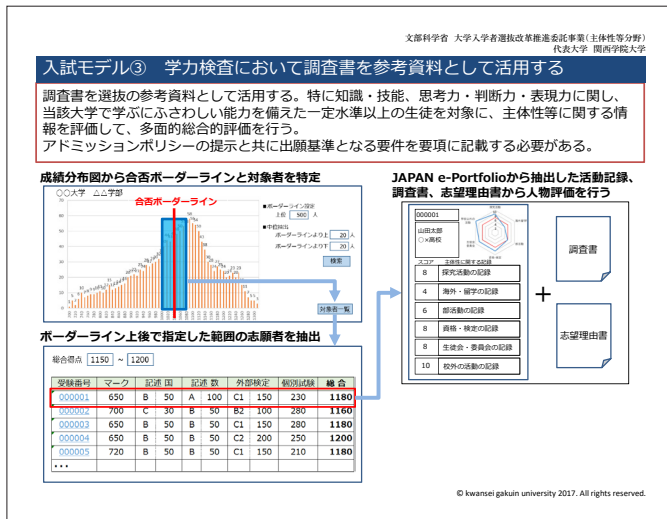 文部科学省 大学入学者選抜改革推進委託事業(主体性等分野)
代表大学 関西学院大学
入試モデル③ 学力検査において調査書を参考資料として活用する
調査書を選抜の参考資料として活用する。特に知識・技能、思考力・判断力・表現力に関し、
当該大学で学ぶにふさわしい能力を備えた一定水準以上の生徒を対象に、主体性等に関する情
報を評価して、多面的総合的評価を行う。
アドミッションポリシーの提示と共に出願基準となる要件を要項に記載する必要がある。
成績分布図から合否ボーダーラインと対象者を特定
○○大学 △△学部
合否ボーダーライン
■ボーダーライン設定
上位 500 人
■中位抽出
ボーダーラインより上 20 人
ボーダーラインより下 20 人
検索
対象者一覧
ボーダーライン上後で指定した範囲の志願者を抽出
総合得点 1150 ~ 1200
受験番号 マーク 記述 国 記述 数 外部検定 個別試験 総合
000001 650 B 50 A 100 C1 150 230 1180
000002 700 C 30 B 50 B2 100 280 1160
000003 650 B 50 B 50 C1 150 280 1180
000004 650 B 50 B 50 C2 200 250 1200
000005 720 B 50 B 50 C1 150 210 1180
・・・
JAPAN e-Portfolioから抽出した活動記録、
調査書、志望理由書から人物評価を行う
000001
山田太郎
○×高校
スコア 主体性に関する記録
8 探究活動の記録
4 海外・留学の記録
6 部活動の記録
8 資格・検定の記録
8 生徒会・委員会の記録
10 校外の活動の記録
+
調査書
志望理由書
© kwansei gakuin university 2017. All rights reserved.